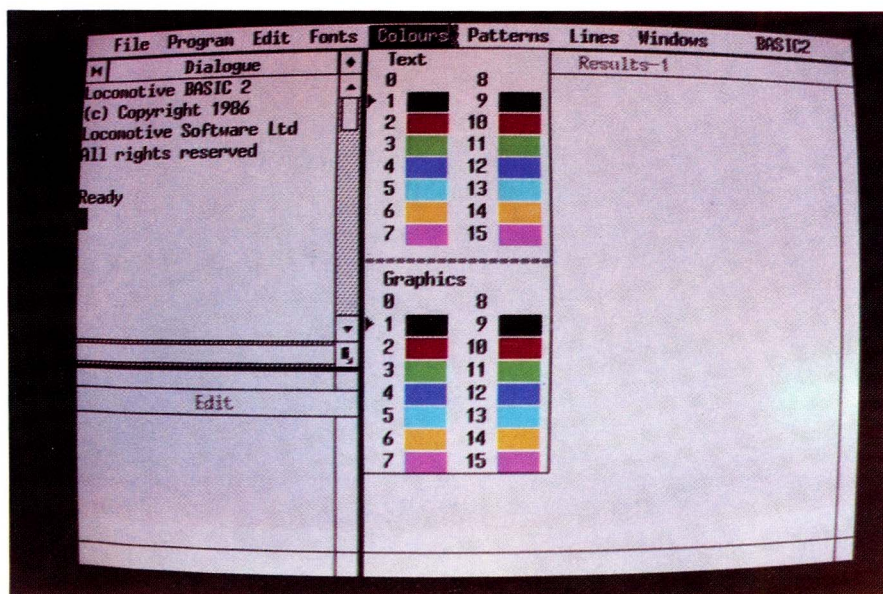 File Program Edit Fonts Colours Patterns Lines Windows BASIC2
Dialogue
Locomotive BASIC 2
(c) Copyright 1986
Locomotive Software Ltd
All rights reserved
Ready
Edit
Text
0 8
1 9
2 10
3 11
4 12
5 13
6 14
7 15
Graphics
0 8
1 9
2 10
3 11
4 12
5 13
6 14
7 15
Results-1